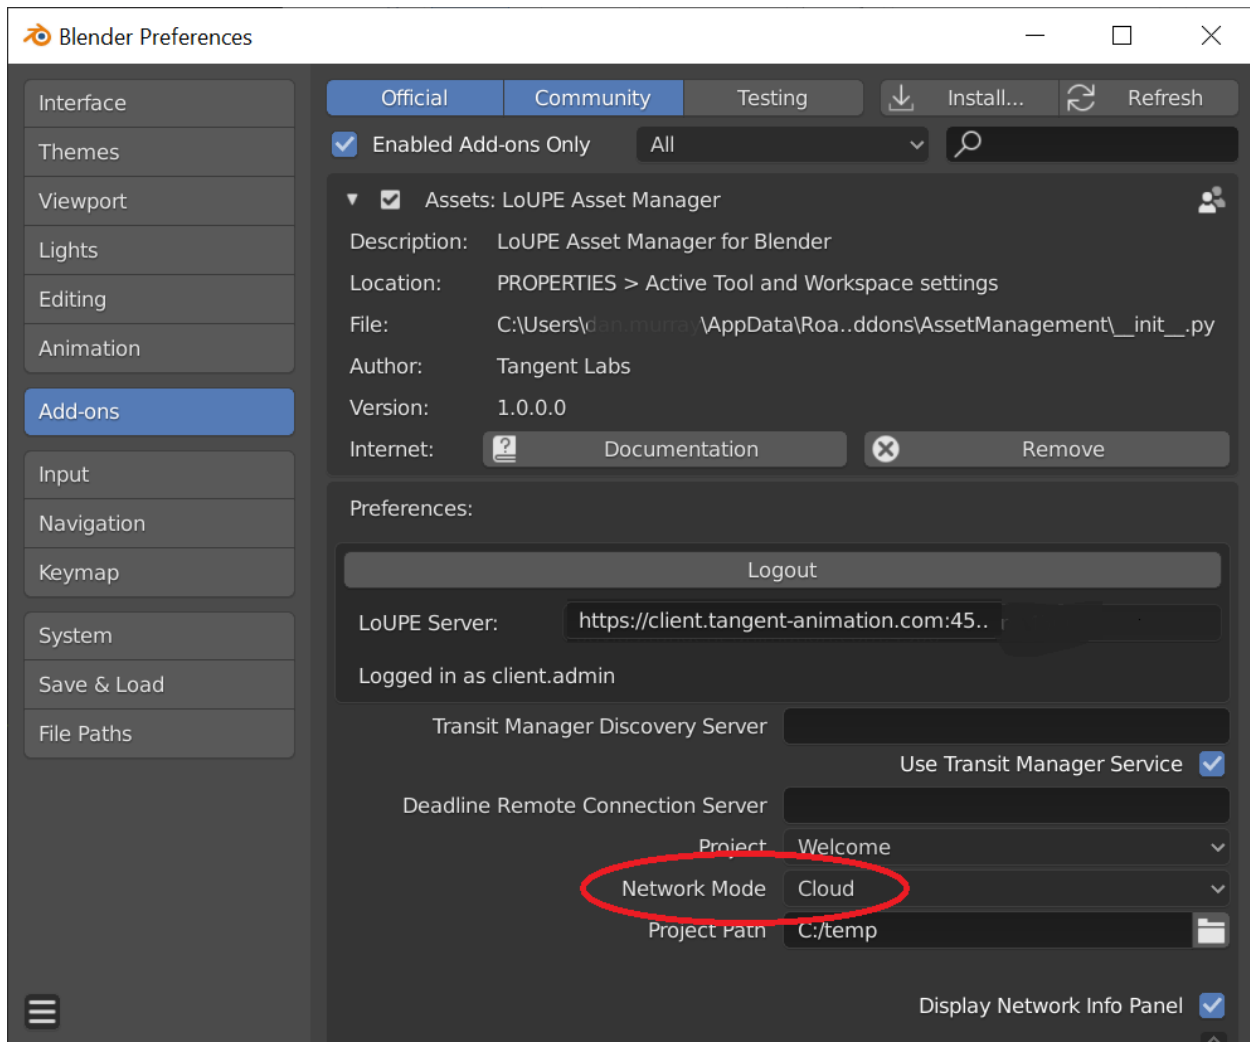 Blender Preferences
Interface
Themes
Viewport
Lights
Editing
Animation
Add-ons
Input
Navigation
Keymap
System
Save & Load
File Paths
Official Community Testing Install... Refresh
Enabled Add-ons Only All
Assets: LoUPE Asset Manager
Description: LoUPE Asset Manager for Blender
Location: PROPERTIES > Active Tool and Workspace settings
File: C:\Users\dan.murray\AppData\Roa..ddons\AssetManagement\__init__.py
Author: Tangent Labs
Version: 1.0.0.0
Internet: Documentation Remove
Preferences:
Logout
LoUPE Server: https://client.tangent-animation.com:45..
Logged in as client.admin
Transit Manager Discovery Server
Use Transit Manager Service
Deadline Remote Connection Server
Project Welcome
Network Mode Cloud
Project Path C:/temp
Display Network Info Panel